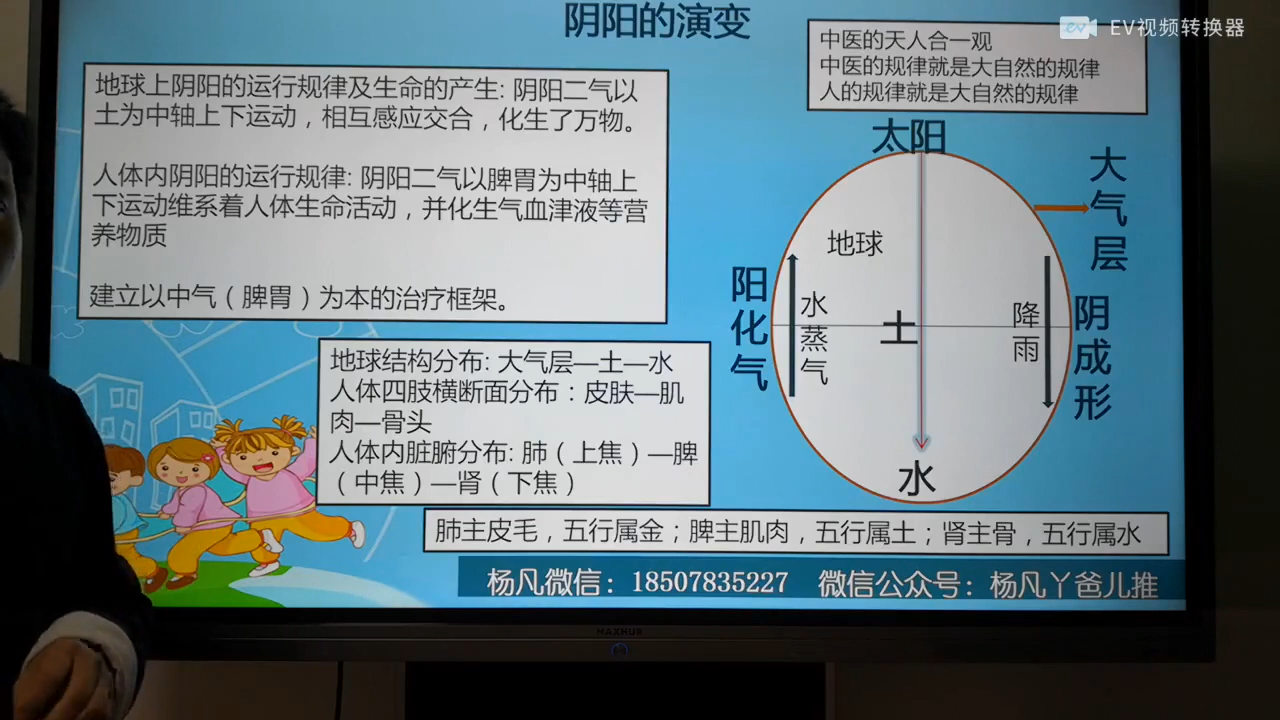 阴阳的演变
EV视频转换器
中医的天人合一观
中医的规律就是大自然的规律
人的规律就是大自然的规律
地球上阴阳的运行规律及生命的产生: 阴阳二气以
土为中轴上下运动，相互感应交合，化生了万物。
人体内阴阳的运行规律: 阴阳二气以脾胃为中轴上
下运动维系着人体生命活动，并化生气血津液等营
养物质
建立以中气（脾胃）为本的治疗框架。
太阳
大气层
地球
阳化气
水蒸气
土
降雨
阴成形
水
地球结构分布: 大气层—土—水
人体四肢横断面分布：皮肤—肌
肉—骨头
人体内脏腑分布: 肺（上焦）—脾
（中焦）—肾（下焦）
肺主皮毛，五行属金；脾主肌肉，五行属土；肾主骨，五行属水
杨凡微信：18507835227 微信公众号：杨凡丫爸儿推
MAXHUB